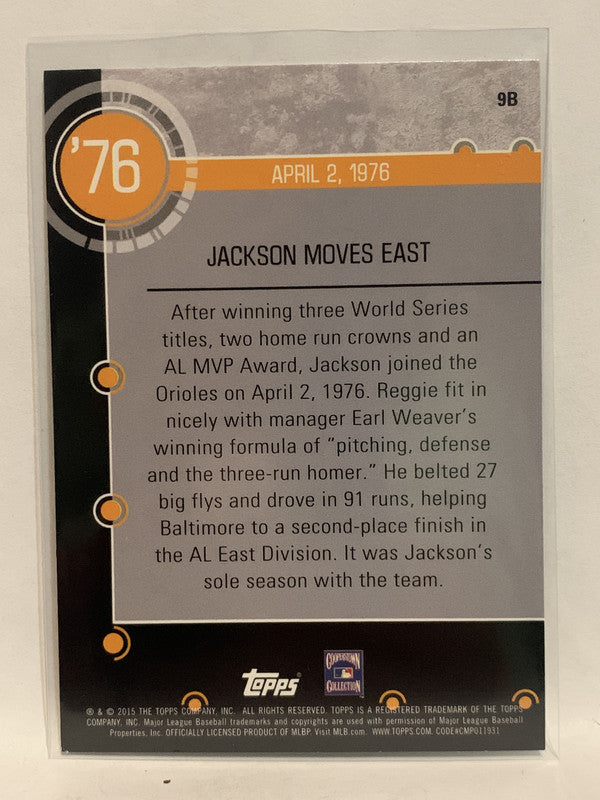 9B
'76
APRIL 2, 1976
JACKSON MOVES EAST
After winning three World Series
titles, two home run crowns and an
AL MVP Award, Jackson joined the
Orioles on April 2, 1976. Reggie fit in
nicely with manager Earl Weaver's
winning formula of “pitching, defense
and the three-run homer.” He belted 27
big flys and drove in 91 runs, helping
Baltimore to a second-place finish in
the AL East Division. It was Jackson's
sole season with the team.
topps
COOPERSTOWN
COLLECTION
® & © 2015 THE TOPPS COMPANY, INC. ALL RIGHTS RESERVED. TOPPS IS A REGISTERED TRADEMARK OF THE TOPPS
COMPANY, INC. Major League Baseball trademarks and copyrights are used with permission of Major League Baseball
Properties, Inc. OFFICIALLY LICENSED PRODUCT OF MLBP. Visit MLB.com. WWW.TOPPS.COM. CODE#CMP011931